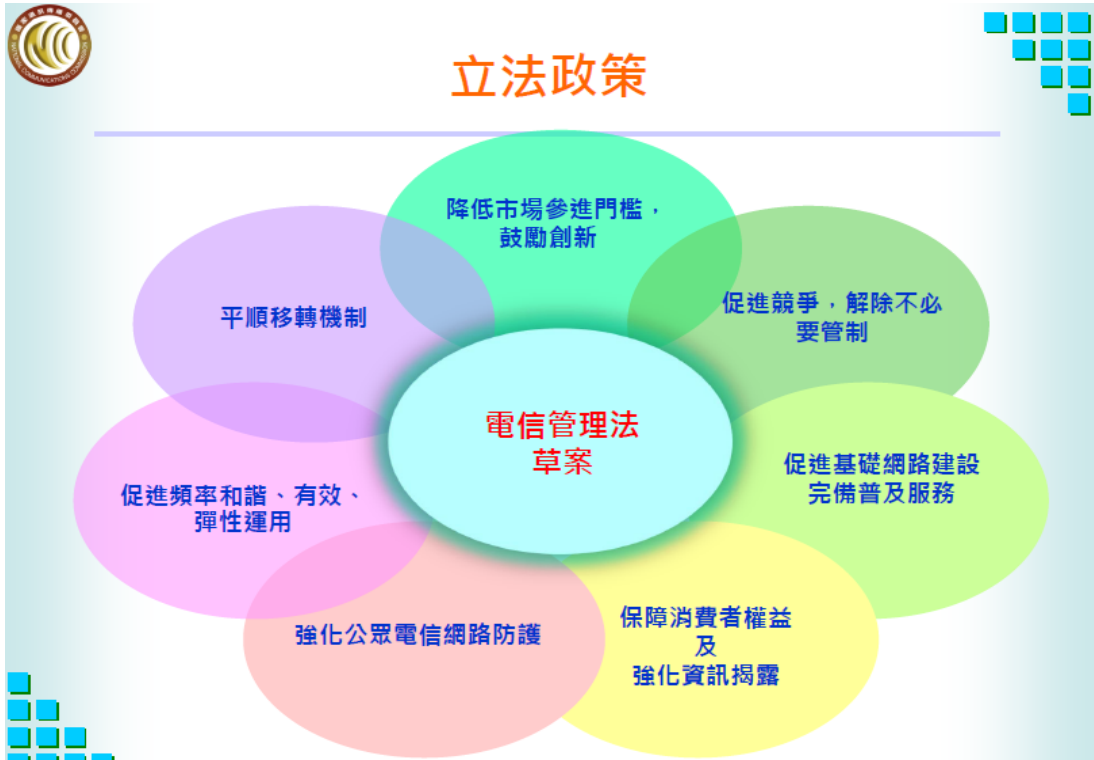 立法政策
降低市場參進門檻，
鼓勵創新
促進競爭，解除不必
要管制
促進基礎網路建設
完備普及服務
保障消費者權益
及
強化資訊揭露
強化公眾電信網路防護
促進頻率和諧、有效、
彈性運用
平順移轉機制
電信管理法
草案
NATIONAL COMMUNICATIONS COMMISSION